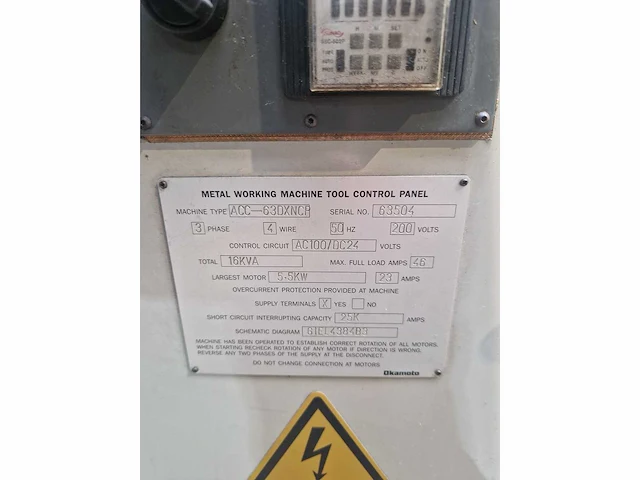 M N SET
METAL WORKING MACHINE TOOL CONTROL PANEL
MACHINE TYPE ACC-63DXNCP SERIAL NO. 63504
3 PHASE 4 WIRE 50 HZ 200 VOLTS
CONTROL CIRCUIT AC100/DC24 VOLTS
TOTAL 16KVA MAX. FULL LOAD AMPS 46
LARGEST MOTOR 5.5KW 23 AMPS
OVERCURRENT PROTECTION PROVIDED AT MACHINE
SUPPLY TERMINALS X YES NO
SHORT CIRCUIT INTERRUPTING CAPACITY 25K AMPS
SCHEMATIC DIAGRAM
MACHINE HAS BEEN OPERATED TO ESTABLISH CORRECT ROTATION OF ALL MOTORS.
WHEN STARTING RECHECK ROTATION OF ANY MOTOR IF DIRECTION IS WRONG,
REVERSE ANY TWO PHASES OF THE SUPPLY AT THE DISCONNECT.
DO NOT CHANGE CONNECTION AT MOTORS.
Okamoto